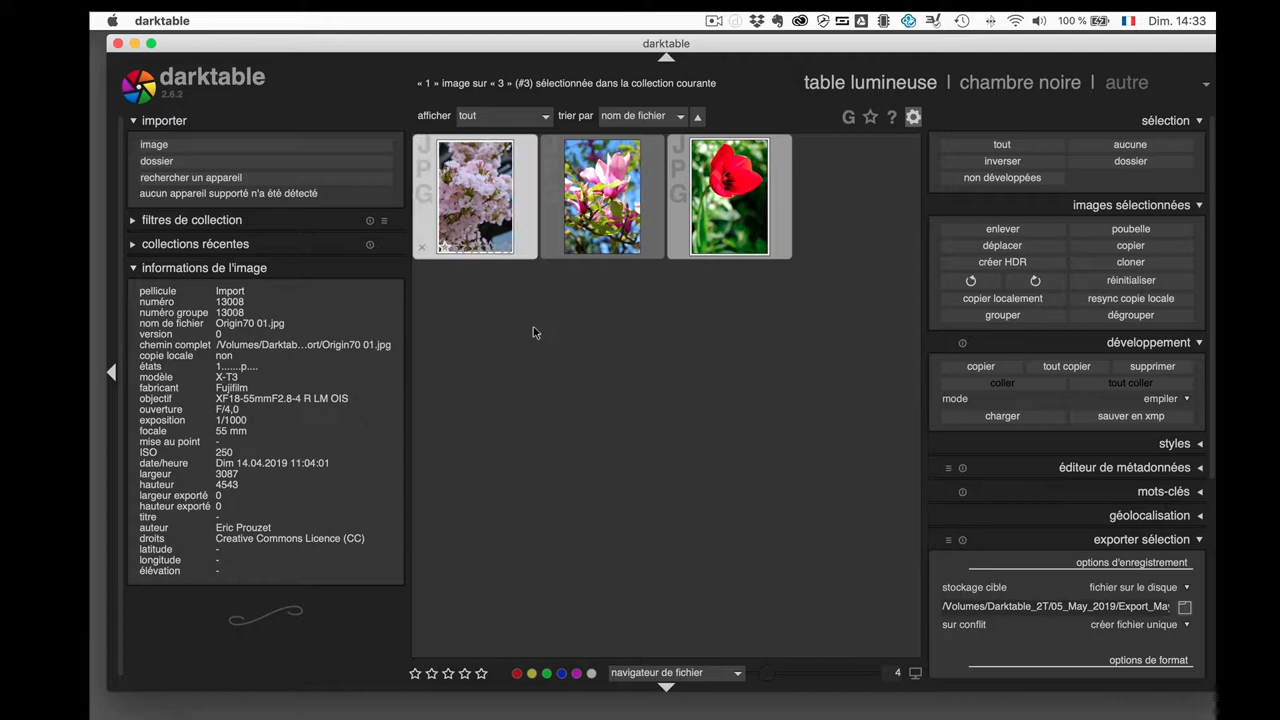 darktable
100 %
Dim. 14:33
darktable
darktable
2.6.2
« 1 » image sur « 3 » (#3) sélectionnée dans la collection courante
table lumineuse | chambre noire | autre
afficher tout trier par nom de fichier
G ?
importer
image
dossier
rechercher un appareil
aucun appareil supporté n'a été détecté
filtres de collection
collections récentes
informations de l'image
pellicule Import
numéro 13008
numéro groupe 13008
nom de fichier Origin70 01.jpg
version 0
chemin complet /Volumes/Darktab...ort/Origin70 01.jpg
copie locale non
états 1.......p....
modèle X-T3
fabricant Fujifilm
objectif XF18-55mmF2.8-4 R LM OIS
ouverture F/4,0
exposition 1/1000
focale 55 mm
mise au point -
ISO 250
date/heure Dim 14.04.2019 11:04:01
largeur 3087
hauteur 4543
largeur exporté 0
hauteur exporté 0
titre -
auteur Eric Prouzet
droits Creative Commons Licence (CC)
latitude -
longitude -
élévation -
JPG
JPG
JPG
navigateur de fichier
4
sélection
tout aucune
inverser dossier
non développées
images sélectionnées
enlever poubelle
déplacer copier
créer HDR cloner
réinitialiser
copier localement resync copie locale
grouper dégrouper
développement
copier tout copier supprimer
coller tout coller
mode empiler
charger sauver en xmp
styles
éditeur de métadonnées
mots-clés
géolocalisation
exporter sélection
options d'enregistrement
stockage cible fichier sur le disque
/Volumes/Darktable_2T/05_May_2019/Export_May
sur conflit créer fichier unique
options de format